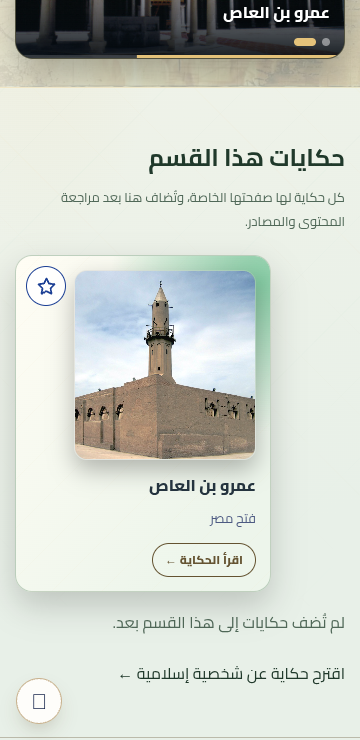 عمرو بن العاص
حكايات هذا القسم
كل حكاية لها صفحتها الخاصة، وتُضاف هنا بعد مراجعة
المحتوى والمصادر.
عمرو بن العاص
فتح مصر
اقرأ الحكاية ←
لم تُضف حكايات إلى هذا القسم بعد.
اقترح حكاية عن شخصية إسلامية ←